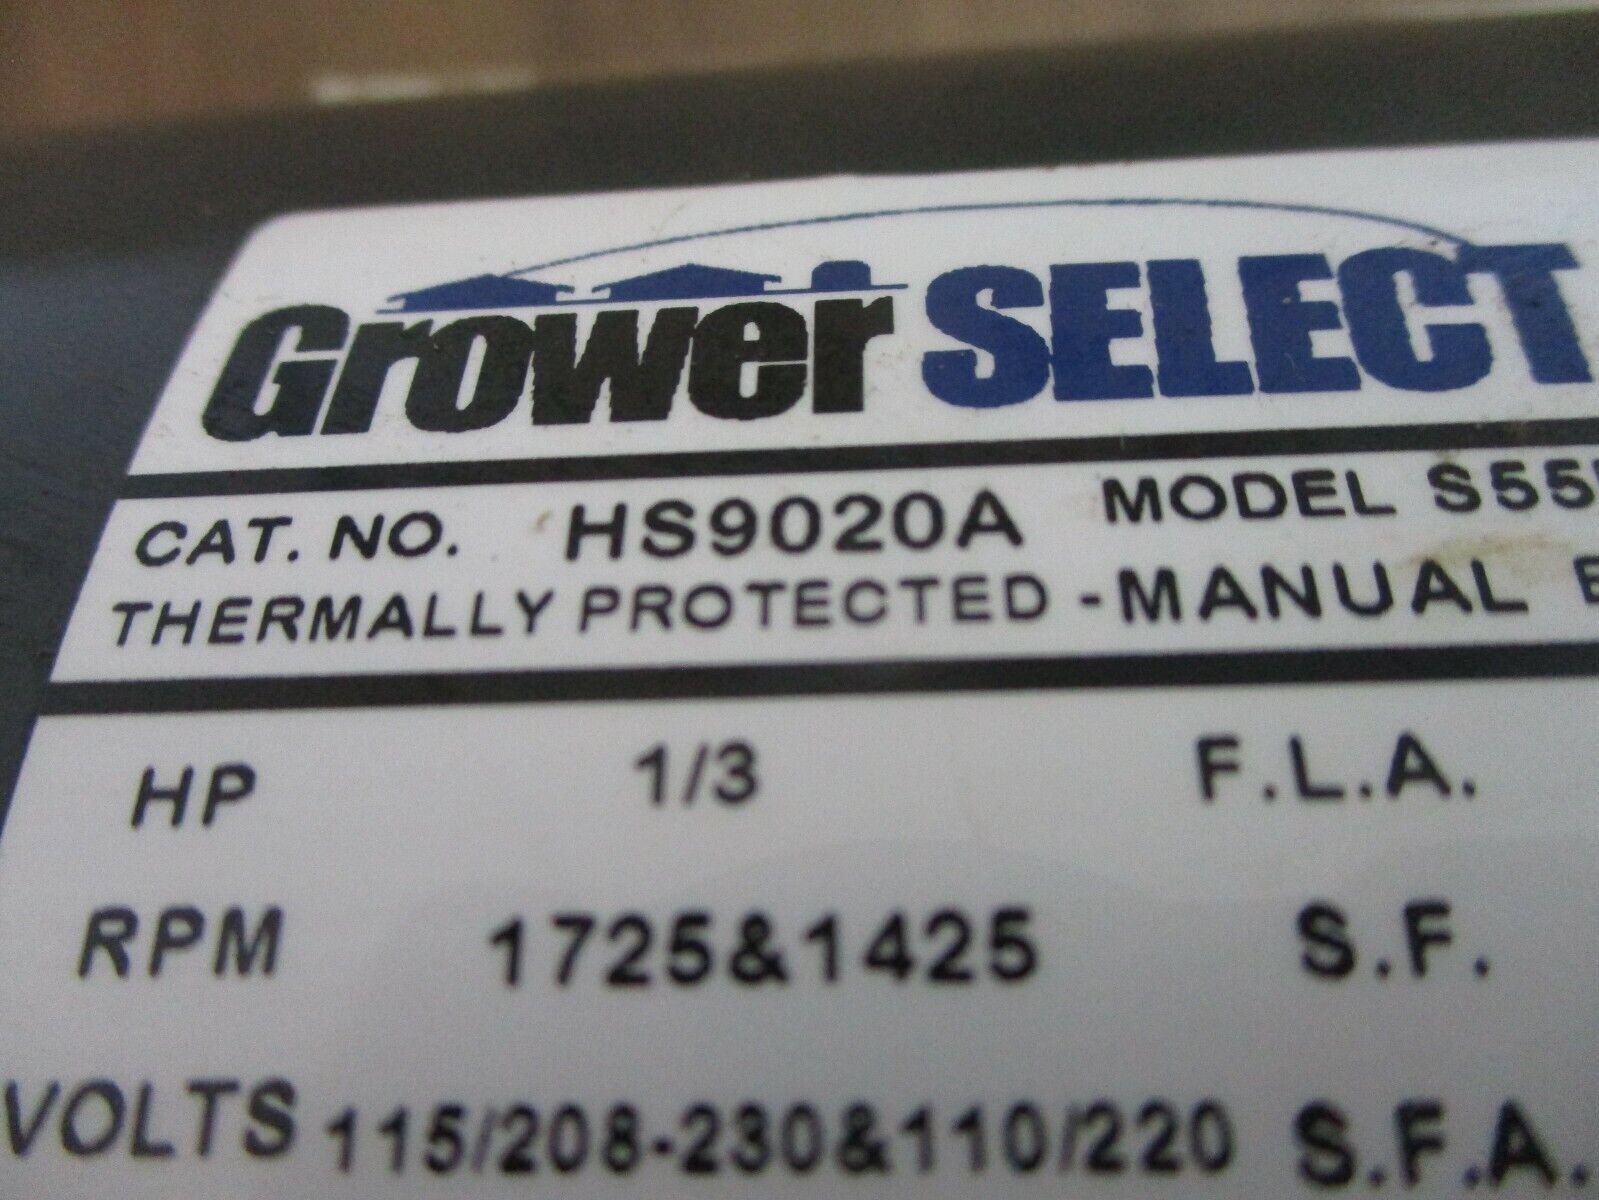 Grower SELECT
CAT. NO. HS9020A MODEL S55
THERMALLY PROTECTED - MANUAL
HP 1/3 F.L.A.
RPM 1725&1425 S.F.
VOLTS 115/208-230&110/220 S.F.A.